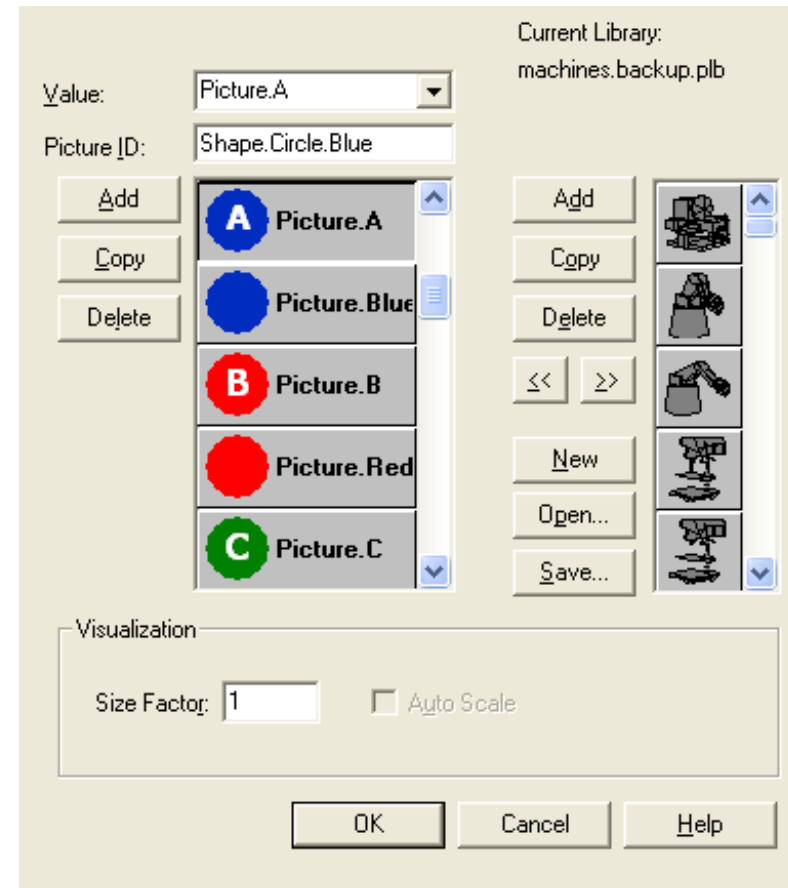 Current Library:
machines.backup.plb
Value: Picture.A
Picture ID: Shape.Circle.Blue
Add
Copy
Delete
A Picture.A
Picture.Blue
B Picture.B
Picture.Red
C Picture.C
Add
Copy
Delete
<< >>
New
Open...
Save...
Visualization
Size Factor: 1 Auto Scale
OK Cancel Help